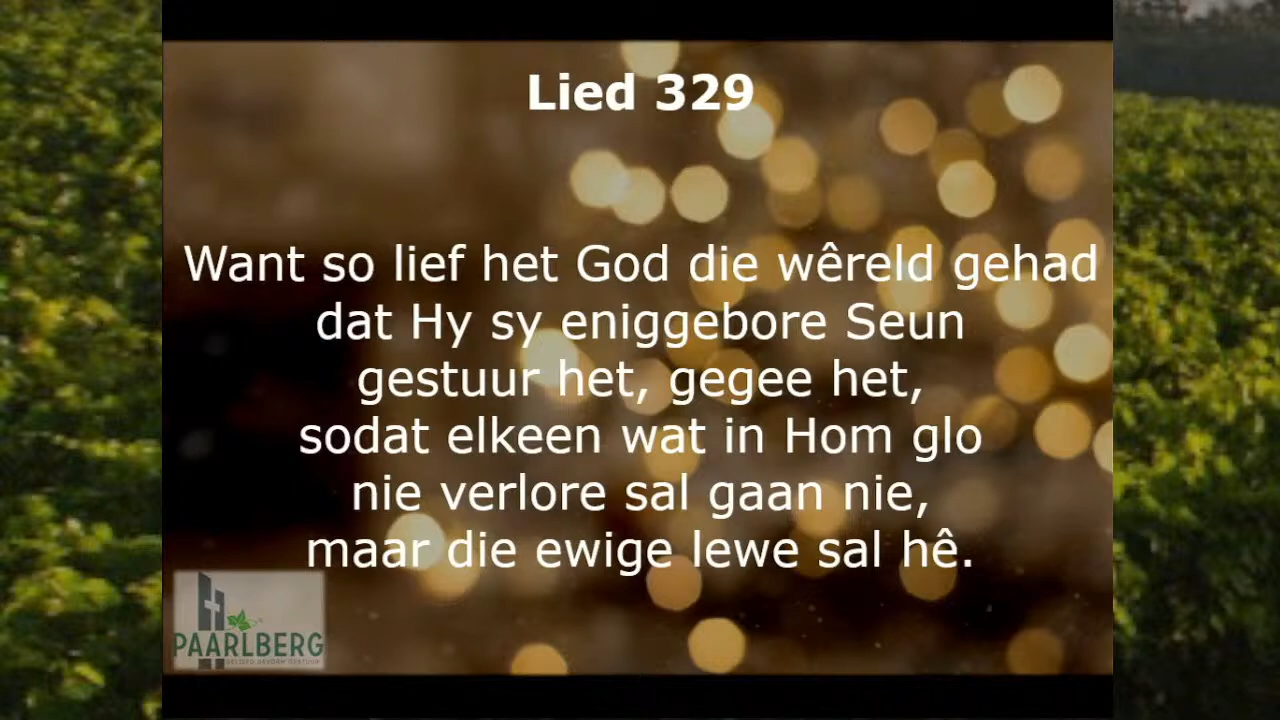 Lied 329
Want so lief het God die wêreld gehad
dat Hy sy eniggebore Seun
gestuur het, gegee het,
sodat elkeen wat in Hom glo
nie verlore sal gaan nie,
maar die ewige lewe sal hê.
PAARLBERG